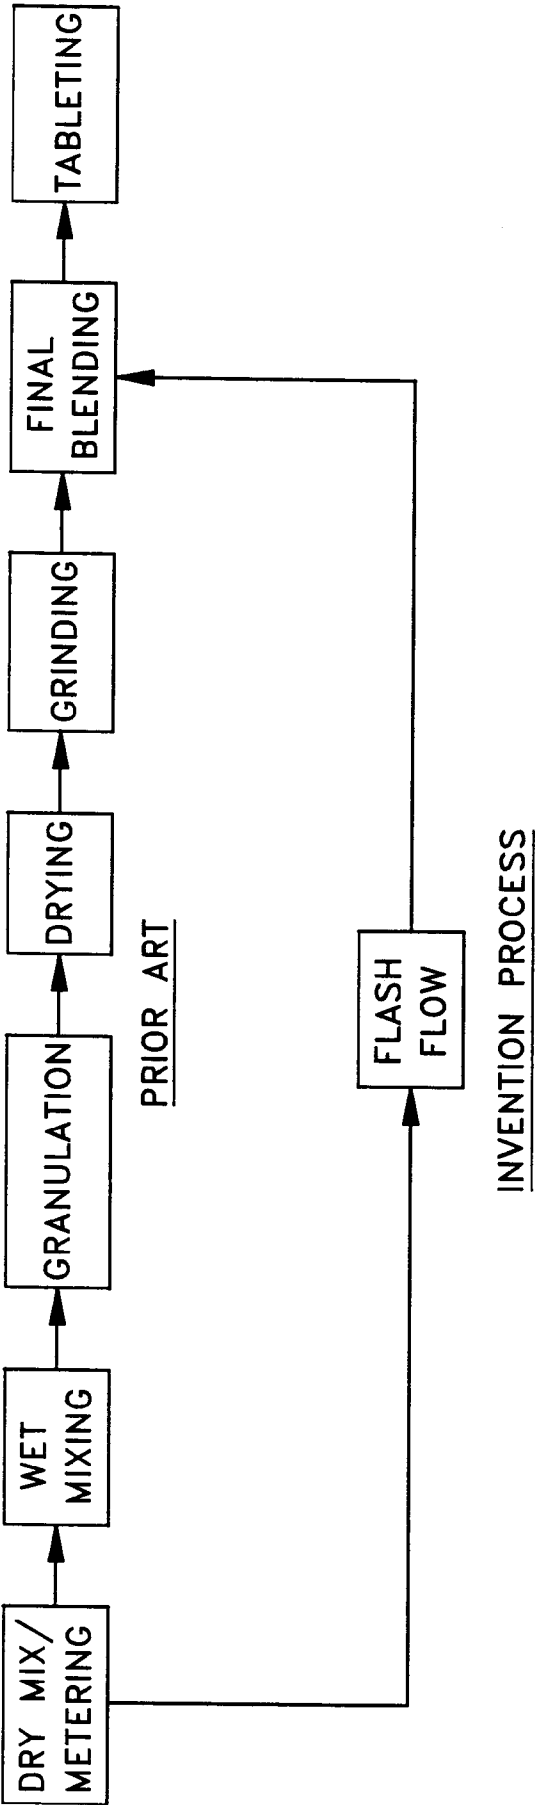 DRY MIX/
METERING
WET
MIXING
GRANULATION
DRYING
GRINDING
FINAL
BLENDING
TABLETING
PRIOR ART
FLASH
FLOW
INVENTION PROCESS